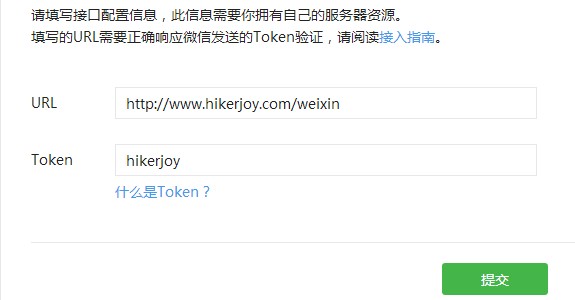 请填写接口配置信息，此信息需要你拥有自己的服务器资源。
填写的URL需要正确响应微信发送的Token验证，请阅读接入指南。
URL http://www.hikerjoy.com/weixin
Token hikerjoy
什么是Token？
提交